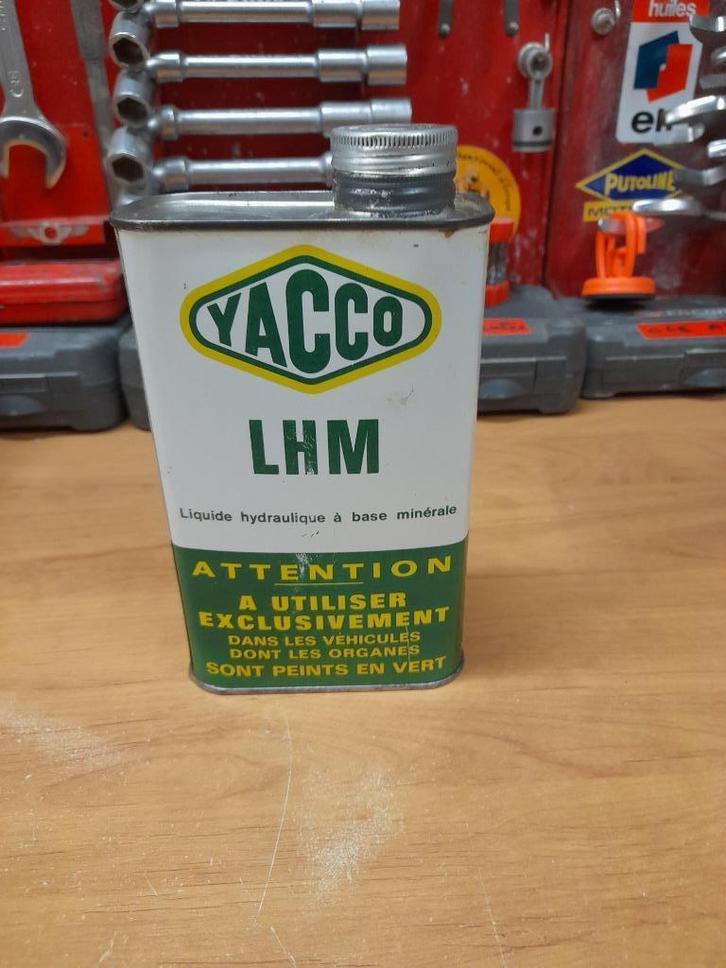 huiles
elf
PUTOLINE
YACCO
LHM
Liquide hydraulique à base minérale
ATTENTION
A UTILISER
EXCLUSIVEMENT
DANS LES VÉHICULES
DONT LES ORGANES
SONT PEINTS EN VERT